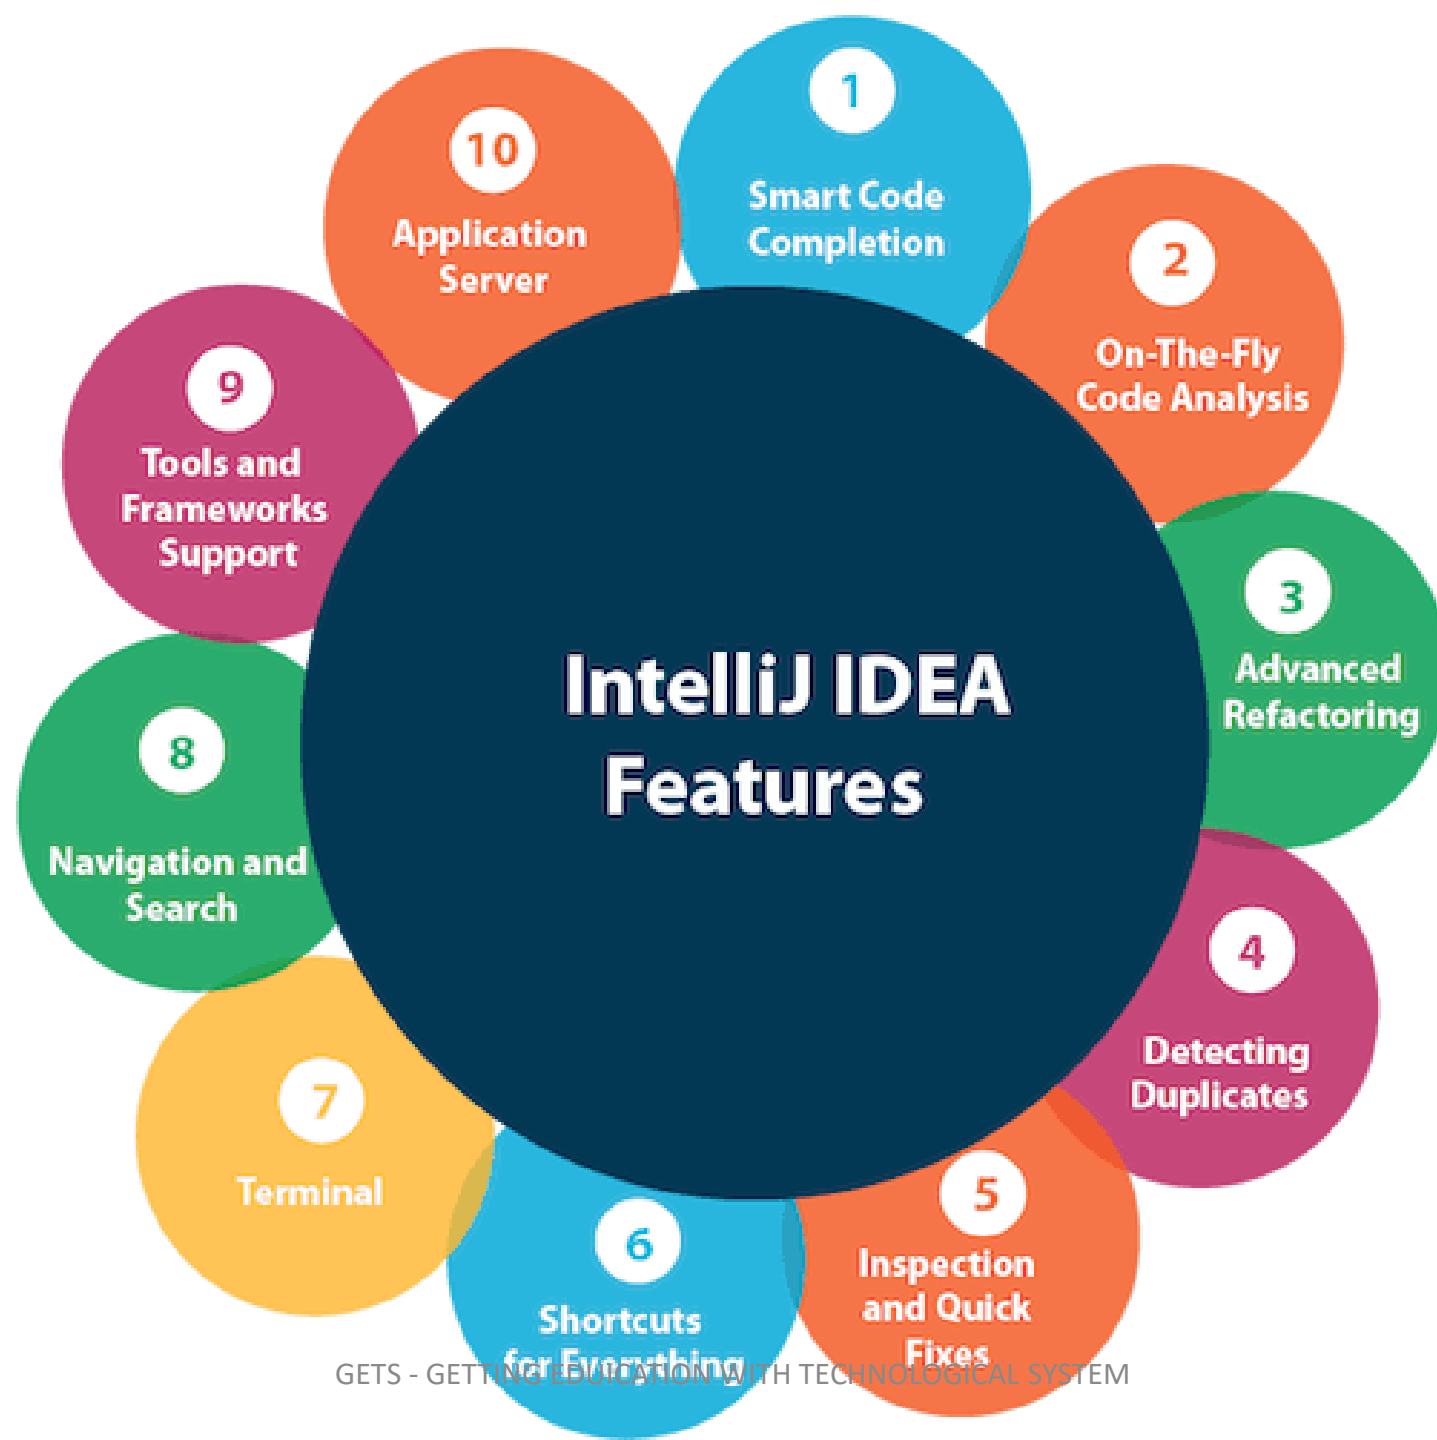 IntelliJ IDEA
Features
1
Smart Code
Completion
2
On-The-Fly
Code Analysis
3
Advanced
Refactoring
4
Detecting
Duplicates
5
Inspection
and Quick
Fixes
6
Shortcuts
for Everything
7
Terminal
8
Navigation and
Search
9
Tools and
Frameworks
Support
10
Application
Server
GETS - GETTING EDUICATION WITH TECHNOLOGICAL SYSTEM